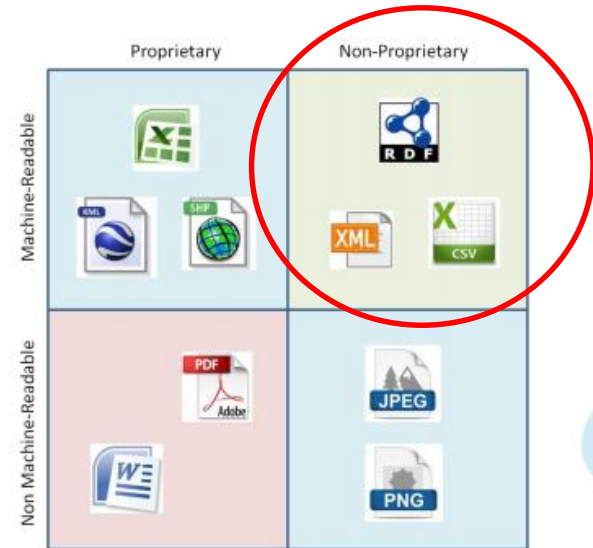 Proprietary
Non-Proprietary
Machine-Readable
RDF
KML
SHP
XML
X
CSV
Non Machine-Readable
PDF
Adobe
W
JPEG
PNG